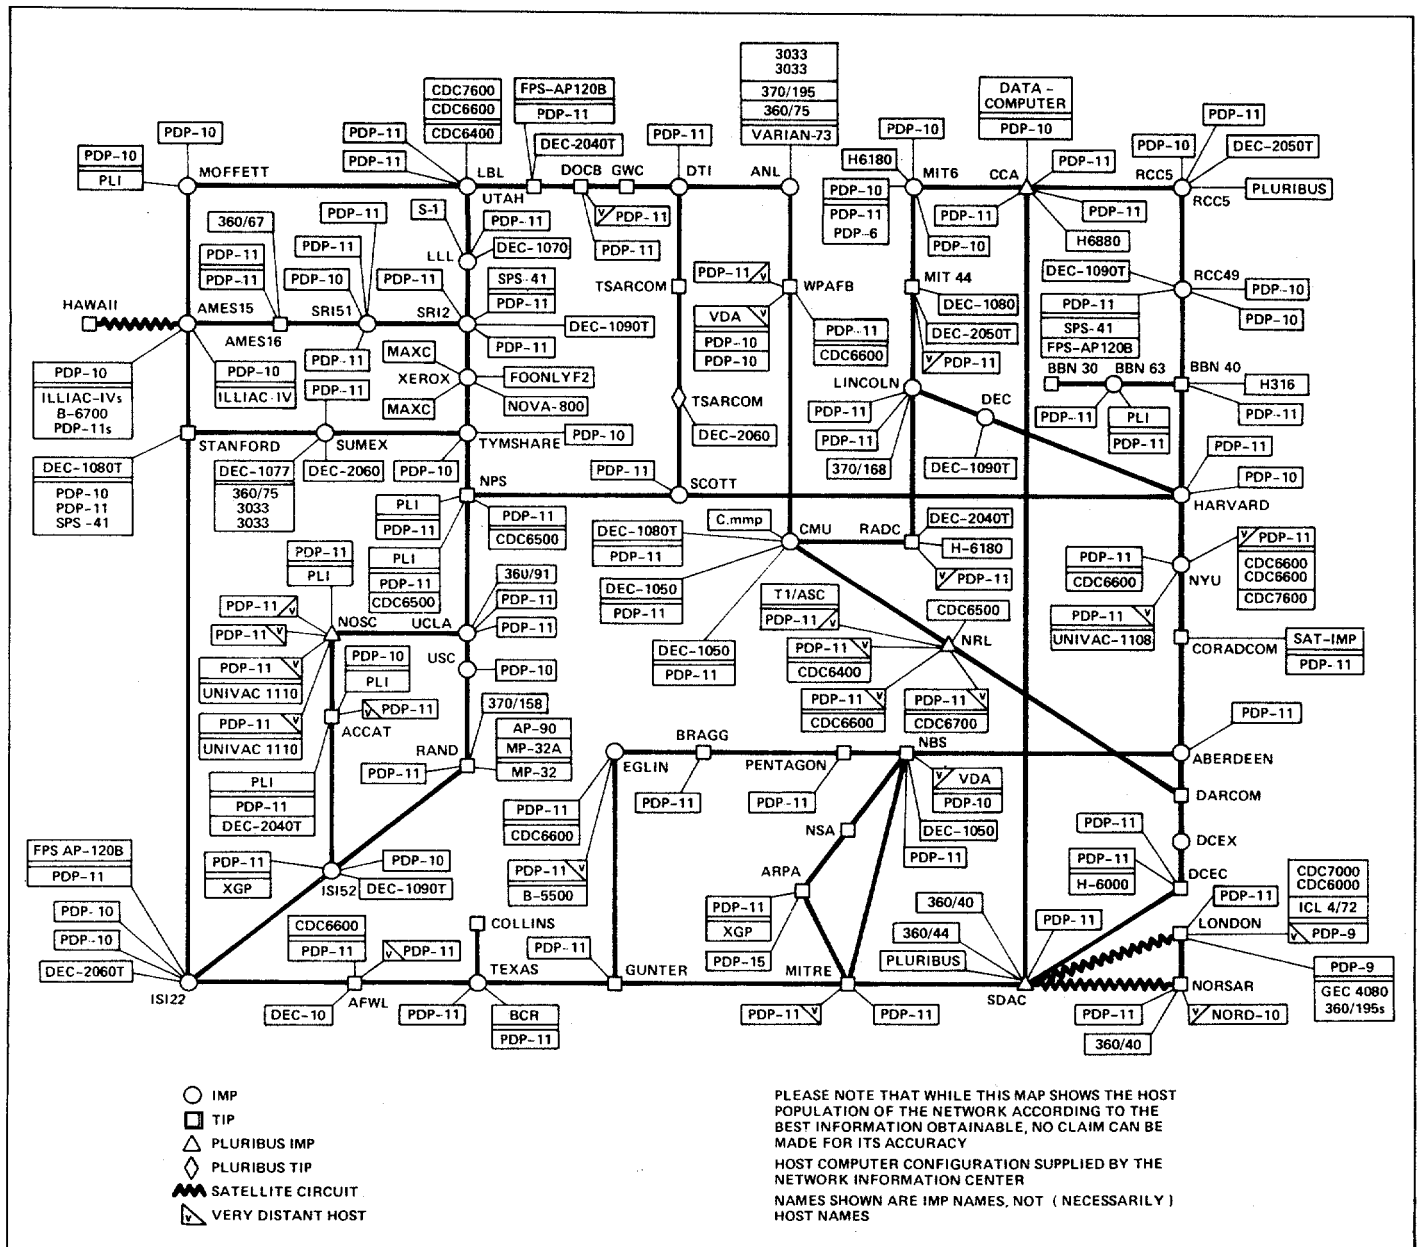 3033
3033
370/195
360/75
VARIAN-73
CDC7600
CDC6600
CDC6400
FPS-AP120B
PDP-11
DATA -
COMPUTER
PDP-10
PDP-10
PDP-11
PDP-11
DEC-2040T
PDP-11
PDP-10
PDP-10
PDP-11
DEC-2050T
PDP-10
PLI
MOFFETT
LBL
UTAH
DOCB
GWC
DTI
ANL
H6180
MIT6
CCA
PDP-11
RCC5
RCC5
PLURIBUS
V PDP-11
PDP-11
PDP-10
PDP-11
PDP-6
PDP-10
PDP-11
PDP-11
H6880
360/67
PDP-11
S-1
PDP-11
DEC-1070
LLL
PDP-11
PDP-11
PDP-11
PDP-10
SRI51
PDP-11
SRI2
SPS-41
PDP-11
DEC-1090T
PDP-11
TSARCOM
PDP-11 V
WPAFB
MIT 44
DEC-1080
DEC-2050T
V PDP-11
DEC-1090T
RCC49
PDP-10
PDP-10
PDP-11
SPS-41
FPS-AP120B
HAWAII
AMES15
AMES16
PDP-11
VDA V
PDP-10
PDP-10
PDP-11
CDC6600
PDP-10
ILLIAC-IVs
B-6700
PDP-11s
PDP-10
ILLIAC-IV
PDP-11
MAXC
XEROX
MAXC
FOONLYF2
NOVA-800
TSARCOM
DEC-2060
LINCOLN
PDP-11
PDP-11
370/168
DEC
DEC-1090T
BBN 30
BBN 63
BBN 40
PDP-11
PLI
PDP-11
H316
PDP-11
STANFORD
SUMEX
TYMSHARE
PDP-10
PDP-10
DEC-1080T
PDP-10
PDP-11
SPS-41
DEC-1077
360/75
3033
3033
DEC-2060
NPS
PDP-11
SCOTT
PDP-11
PDP-10
HARVARD
PLI
PDP-11
PDP-11
CDC6500
PLI
PDP-11
CDC6500
C.mmp
CMU
RADC
DEC-2040T
H-6180
V PDP-11
DEC-1080T
PDP-11
DEC-1050
PDP-11
DEC-1050
PDP-11
PDP-11
CDC6600
NYU
V PDP-11
CDC6600
CDC6600
CDC7600
PDP-11 V
UNIVAC-1108
PDP-11
PLI
PDP-11 V
PDP-11 V
NOSC
UCLA
360/91
PDP-11
PDP-11
USC
PDP-10
T1/ASC
PDP-11 V
CDC6500
NRL
PDP-11 V
CDC6400
PDP-11 V
CDC6600
PDP-11 V
CDC6700
CORADCOM
SAT-IMP
PDP-11
PDP-11 V
UNIVAC 1110
PDP-11 V
UNIVAC 1110
PDP-10
PLI
V PDP-11
ACCAT
PLI
PDP-11
DEC-2040T
370/158
AP-90
MP-32A
MP-32
RAND
PDP-11
EGLIN
BRAGG
PDP-11
PENTAGON
PDP-11
NBS
V VDA
PDP-10
DEC-1050
PDP-11
PDP-11
ABERDEEN
DARCOM
DCEX
PDP-11
CDC6600
PDP-11 V
B-5500
NSA
ARPA
PDP-11
XGP
PDP-15
PDP-11
PDP-11
H-6000
DCEC
FPS AP-120B
PDP-11
PDP-10
PDP-10
DEC-2060T
ISI22
PDP-11
XGP
ISI52
PDP-10
DEC-1090T
CDC6600
PDP-11
V PDP-11
AFWL
DEC-10
COLLINS
TEXAS
PDP-11
BCR
PDP-11
PDP-11
GUNTER
MITRE
PDP-11 V
PDP-11
360/40
360/44
PLURIBUS
PDP-11
SDAC
PDP-11
LONDON
CDC7000
CDC6000
ICL 4/72
V PDP-9
PDP-9
GEC 4080
360/195s
NORSAR
PDP-11
V NORD-10
360/40
IMP
TIP
PLURIBUS IMP
PLURIBUS TIP
SATELLITE CIRCUIT
V VERY DISTANT HOST
PLEASE NOTE THAT WHILE THIS MAP SHOWS THE HOST
POPULATION OF THE NETWORK ACCORDING TO THE
BEST INFORMATION OBTAINABLE, NO CLAIM CAN BE
MADE FOR ITS ACCURACY
HOST COMPUTER CONFIGURATION SUPPLIED BY THE
NETWORK INFORMATION CENTER
NAMES SHOWN ARE IMP NAMES, NOT ( NECESSARILY )
HOST NAMES